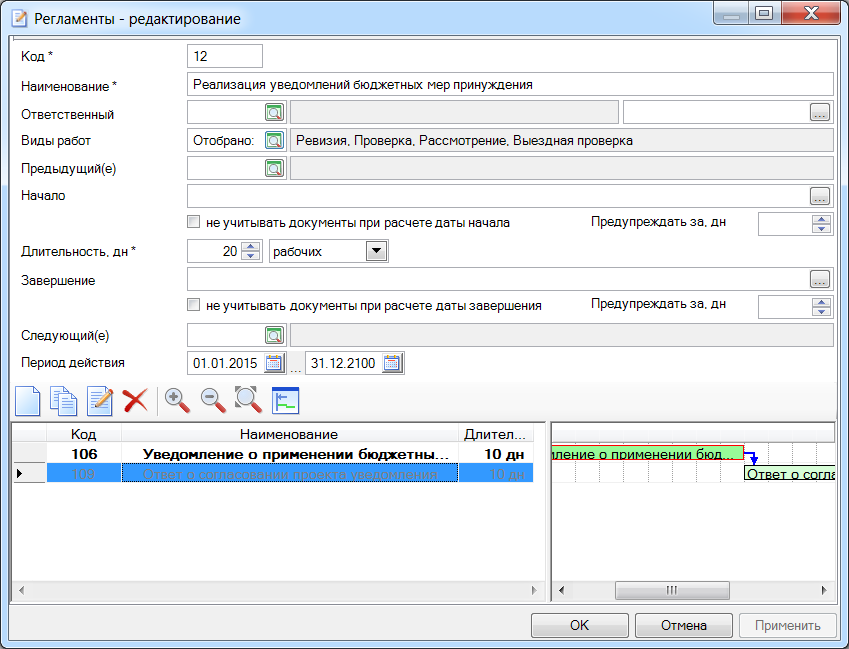 Регламенты - редактирование
Код *
12
Наименование *
Реализация уведомлений бюджетных мер принуждения
Ответственный
...
Виды работ
Отобрано:
Ревизия, Проверка, Рассмотрение, Выездная проверка
Предыдущий(е)
Начало
...
не учитывать документы при расчете даты начала
Предупреждать за, дн
Длительность, дн *
20
рабочих
Завершение
...
не учитывать документы при расчете даты завершения
Предупреждать за, дн
Следующий(е)
Период действия
01.01.2015
...
31.12.2100
Код Наименование Длител...
106 Уведомление о применении бюджетны... 10 дн
109 Ответ о согласовании проекта уведомления 10 дн
мление о применении бюд...
Ответ о согла
OK
Отмена
Применить